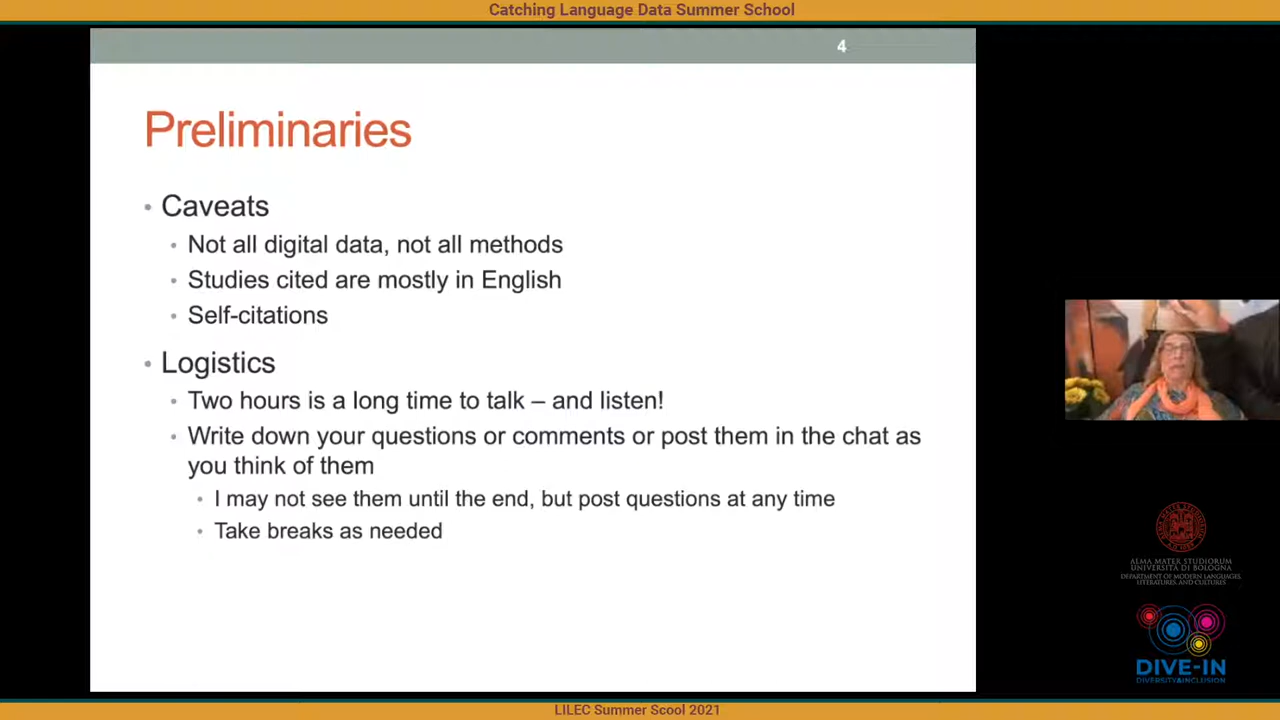 Catching Language Data Summer School
4
Preliminaries
• Caveats
• Not all digital data, not all methods
• Studies cited are mostly in English
• Self-citations
• Logistics
• Two hours is a long time to talk – and listen!
• Write down your questions or comments or post them in the chat as
you think of them
• I may not see them until the end, but post questions at any time
• Take breaks as needed
ALMA MATER STUDIORUM
UNIVERSITÀ DI BOLOGNA
DEPARTMENT OF MODERN LANGUAGES,
LITERATURES, AND CULTURES
DIVE-IN
DIVERSITY&INCLUSION
LILEC Summer Scool 2021